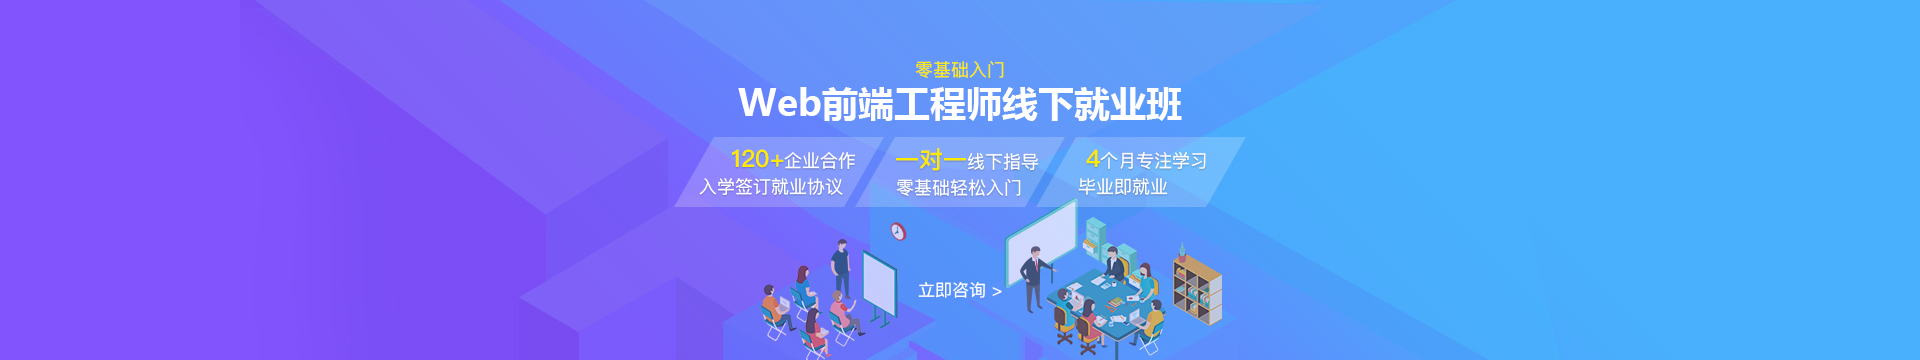 零基础入门
Web前端工程师线下就业班
120+企业合作
入学签订就业协议
一对一线下指导
零基础轻松入门
4个月专注学习
毕业即就业
立即咨询 >